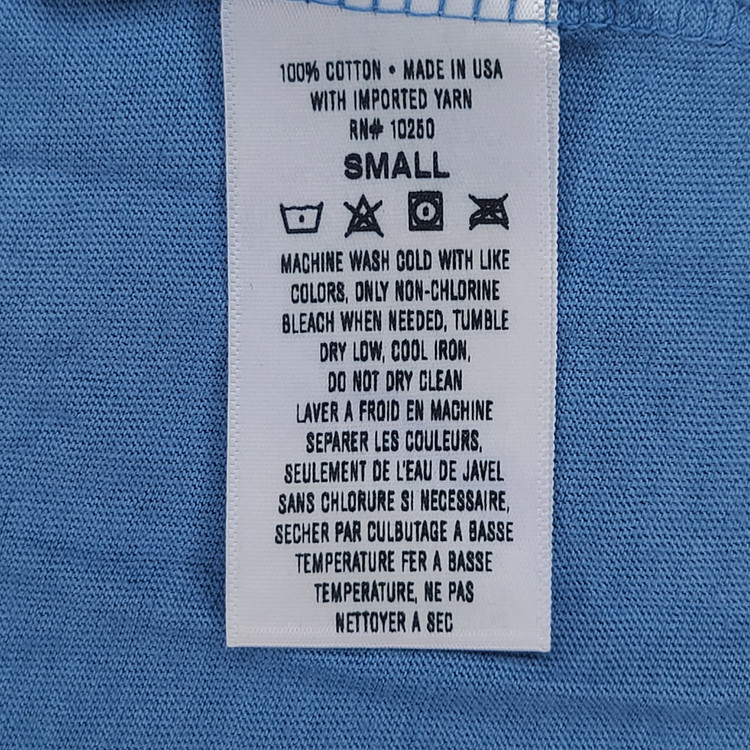 100% COTTON • MADE IN USA
WITH IMPORTED YARN
RN# 10260
SMALL
MACHINE WASH COLD WITH LIKE
COLORS, ONLY NON-CHLORINE
BLEACH WHEN NEEDED, TUMBLE
DRY LOW, COOL IRON,
DO NOT DRY CLEAN
LAVER A FROID EN MACHINE
SEPARER LES COULEURS,
SEULEMENT DE L'EAU DE JAVEL
SANS CHLORURE SI NECESSAIRE,
SECHER PAR CULBUTAGE A BASSE
TEMPERATURE FER A BASSE
TEMPERATURE, NE PAS
NETTOYER A SEC